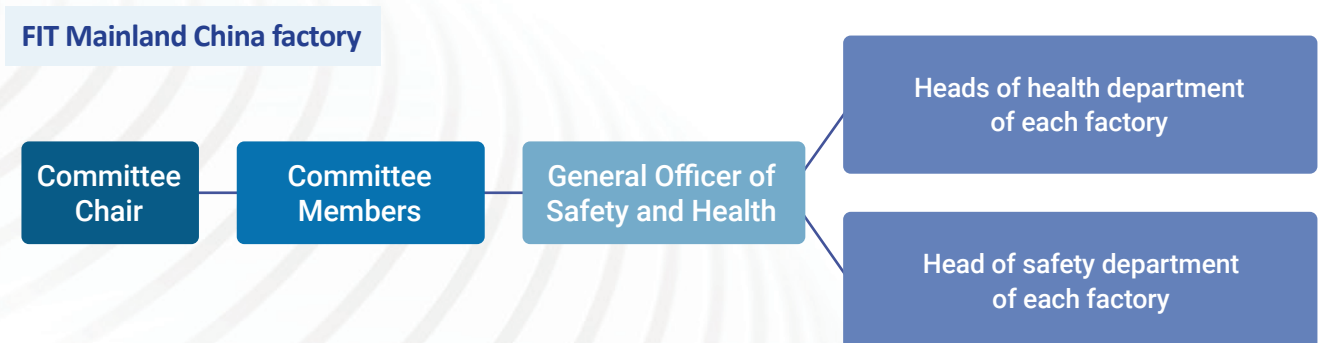 FIT Mainland China factory
Committee
Chair
Committee
Members
General Officer of
Safety and Health
Heads of health department
of each factory
Head of safety department
of each factory